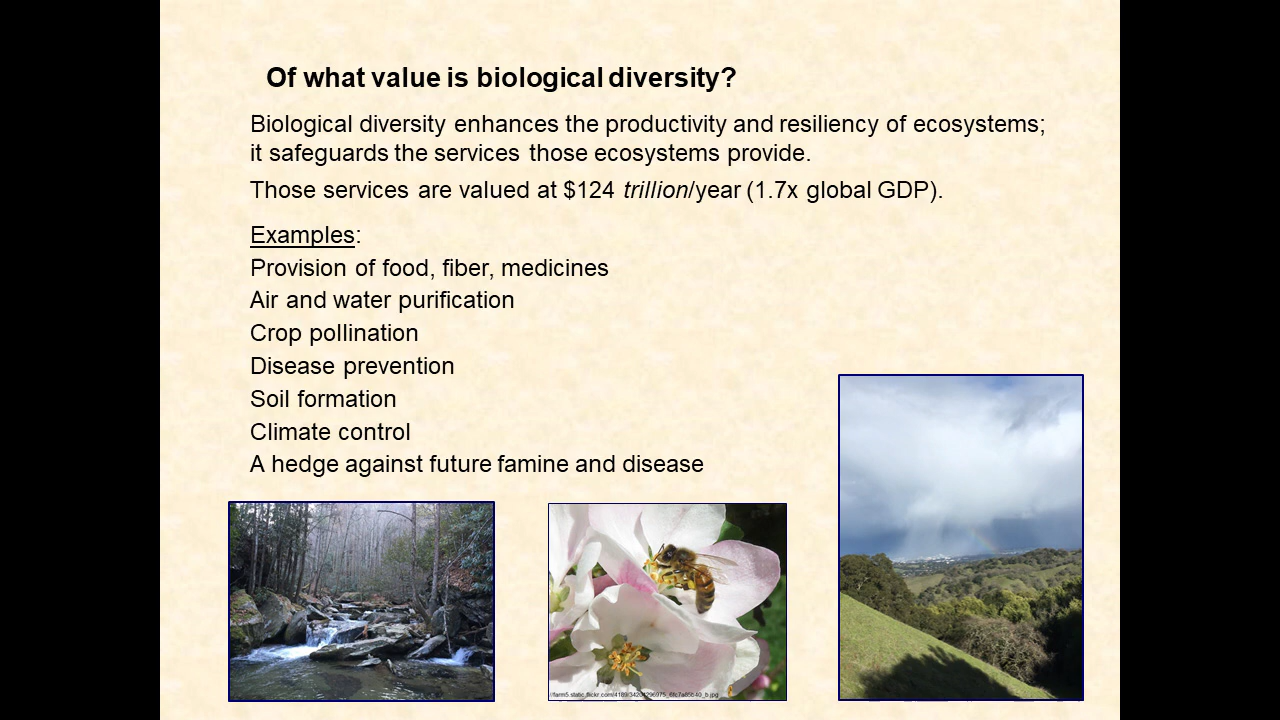 Of what value is biological diversity?
Biological diversity enhances the productivity and resiliency of ecosystems;
it safeguards the services those ecosystems provide.
Those services are valued at $124 trillion/year (1.7x global GDP).
Examples:
Provision of food, fiber, medicines
Air and water purification
Crop pollination
Disease prevention
Soil formation
Climate control
A hedge against future famine and disease